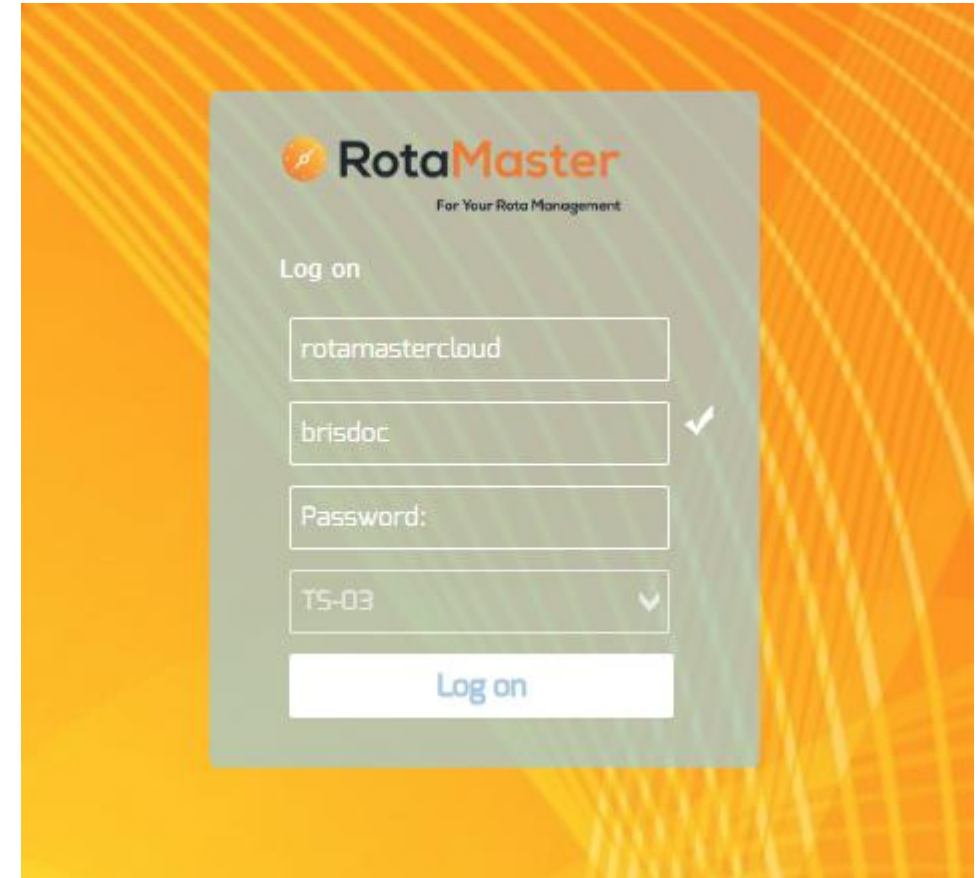 RotaMaster
For Your Rota Management
Log on
rotamastercloud
brisdoc
Password:
TS-03
Log on